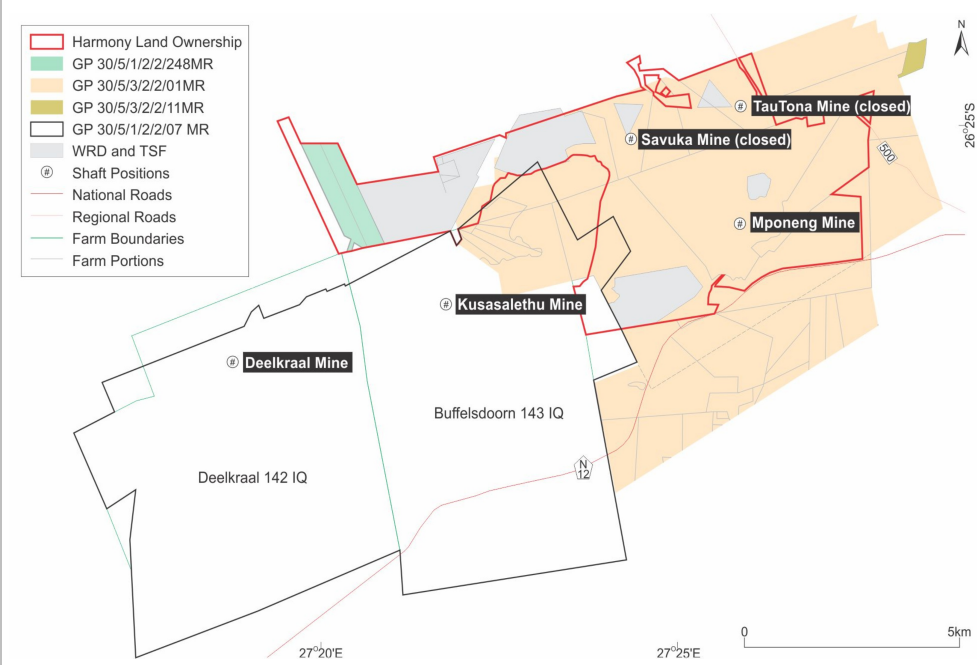 Harmony Land Ownership
GP 30/5/1/2/2/248MR
GP 30/5/3/2/2/01MR
GP 30/5/3/2/2/11MR
GP 30/5/1/2/2/07 MR
WRD and TSF
# Shaft Positions
National Roads
Regional Roads
Farm Boundaries
Farm Portions
N
# TauTona Mine (closed)
26°25'S
# Savuka Mine (closed)
500
# Mponeng Mine
# Kusasalethu Mine
# Deelkraal Mine
Buffelsdoorn 143 IQ
N
12
Deelkraal 142 IQ
0
5km
27°20'E
27°25'E